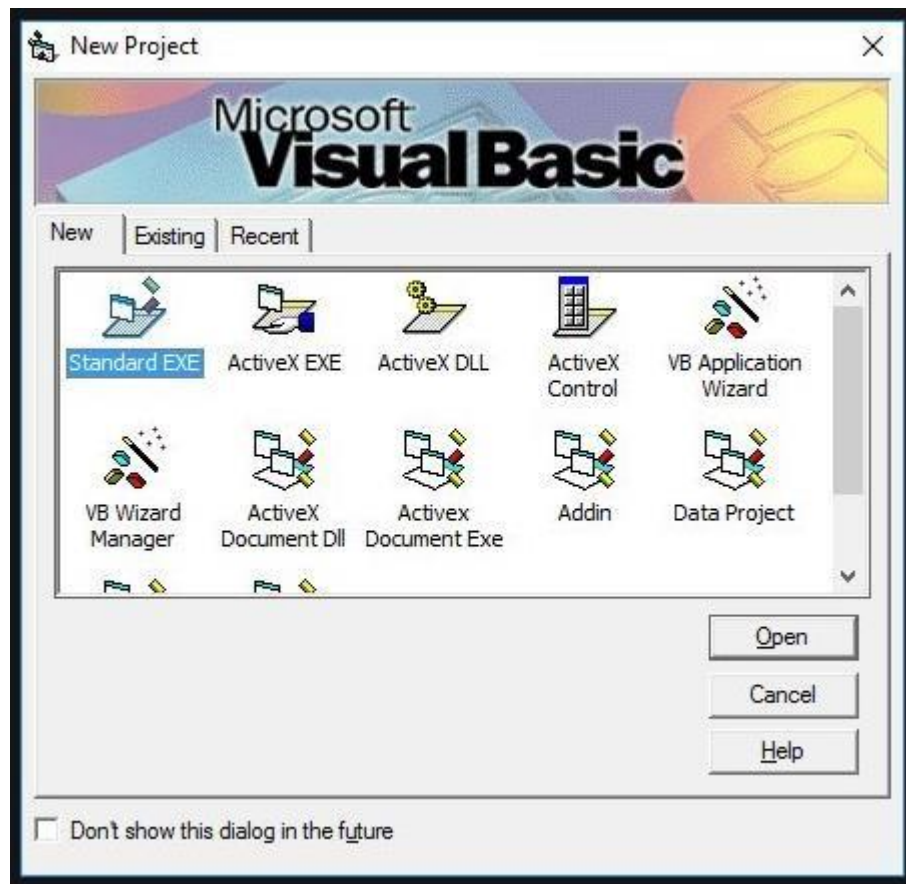 New Project
Microsoft
Visual Basic
New Existing Recent
Standard EXE ActiveX EXE ActiveX DLL ActiveX Control VB Application Wizard
VB Wizard Manager ActiveX Document Dll Activex Document Exe Addin Data Project
Open
Cancel
Help
Don't show this dialog in the future